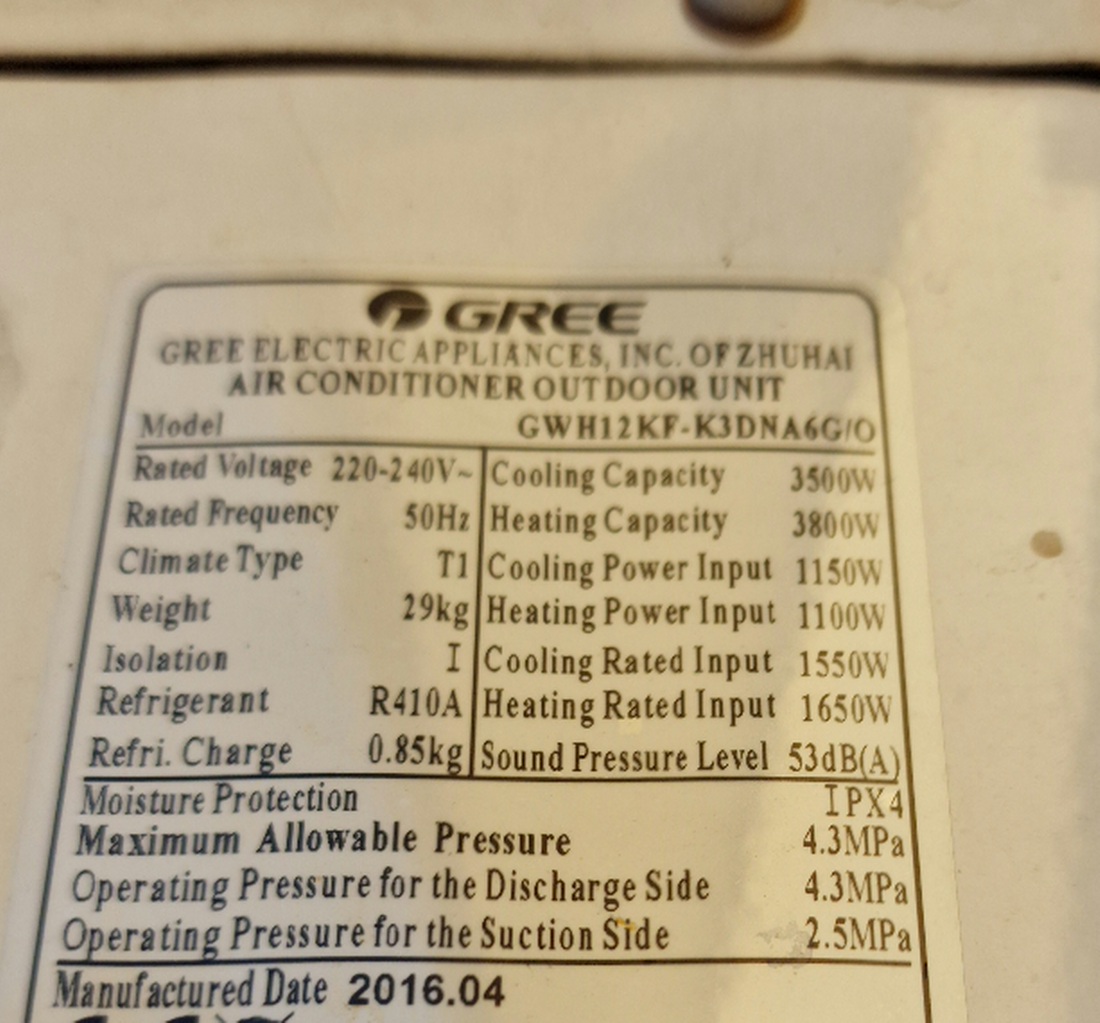 GREE
GREE ELECTRIC APPLIANCES, INC. OF ZHUHAI
AIR CONDITIONER OUTDOOR UNIT
Model GWH12KF-K3DNA6G/O
Rated Voltage 220-240V~ Cooling Capacity 3500W
Rated Frequency 50Hz Heating Capacity 3800W
Climate Type T1 Cooling Power Input 1150W
Weight 29kg Heating Power Input 1100W
Isolation I Cooling Rated Input 1550W
Refrigerant R410A Heating Rated Input 1650W
Refri. Charge 0.85kg Sound Pressure Level 53dB(A)
Moisture Protection IPX4
Maximum Allowable Pressure 4.3MPa
Operating Pressure for the Discharge Side 4.3MPa
Operating Pressure for the Suction Side 2.5MPa
Manufactured Date 2016.04